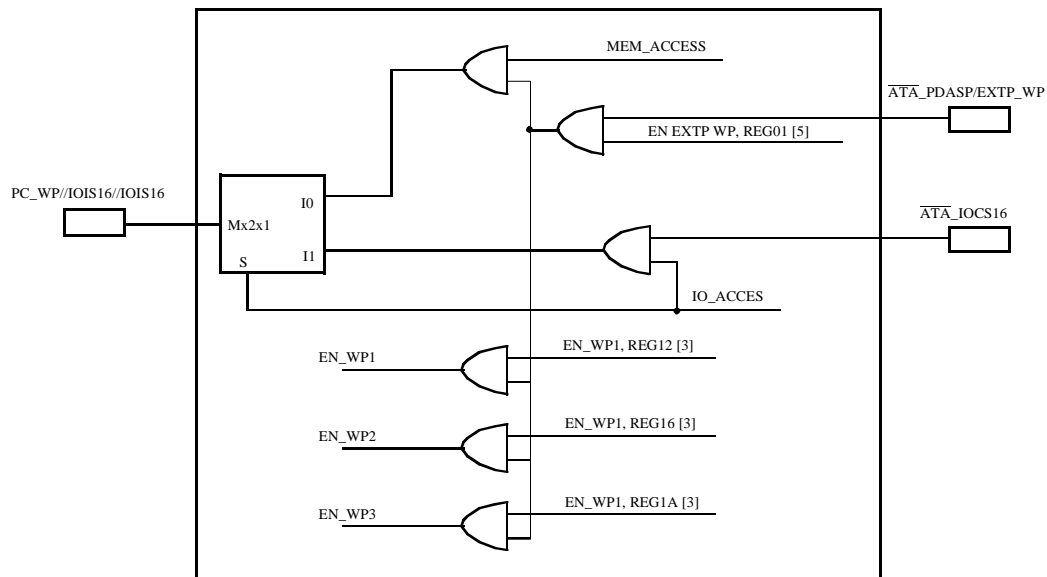 MEM_ACCESS
ATA_PDASP/EXTP_WP
EN EXTP WP, REG01 [5]
PC_WP//IOIS16//IOIS16
I0
Mx2x1
ATA_IOCS16
I1
S
IO_ACCES
EN_WP1
EN_WP1, REG12 [3]
EN_WP2
EN_WP1, REG16 [3]
EN_WP3
EN_WP1, REG1A [3]